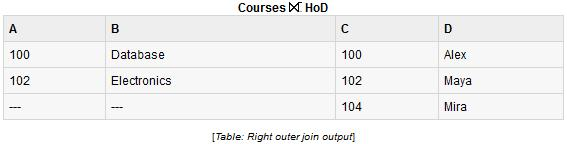 Courses ⟖ HoD
A B C D
100 Database 100 Alex
102 Electronics 102 Maya
--- --- 104 Mira
[Table: Right outer join output]